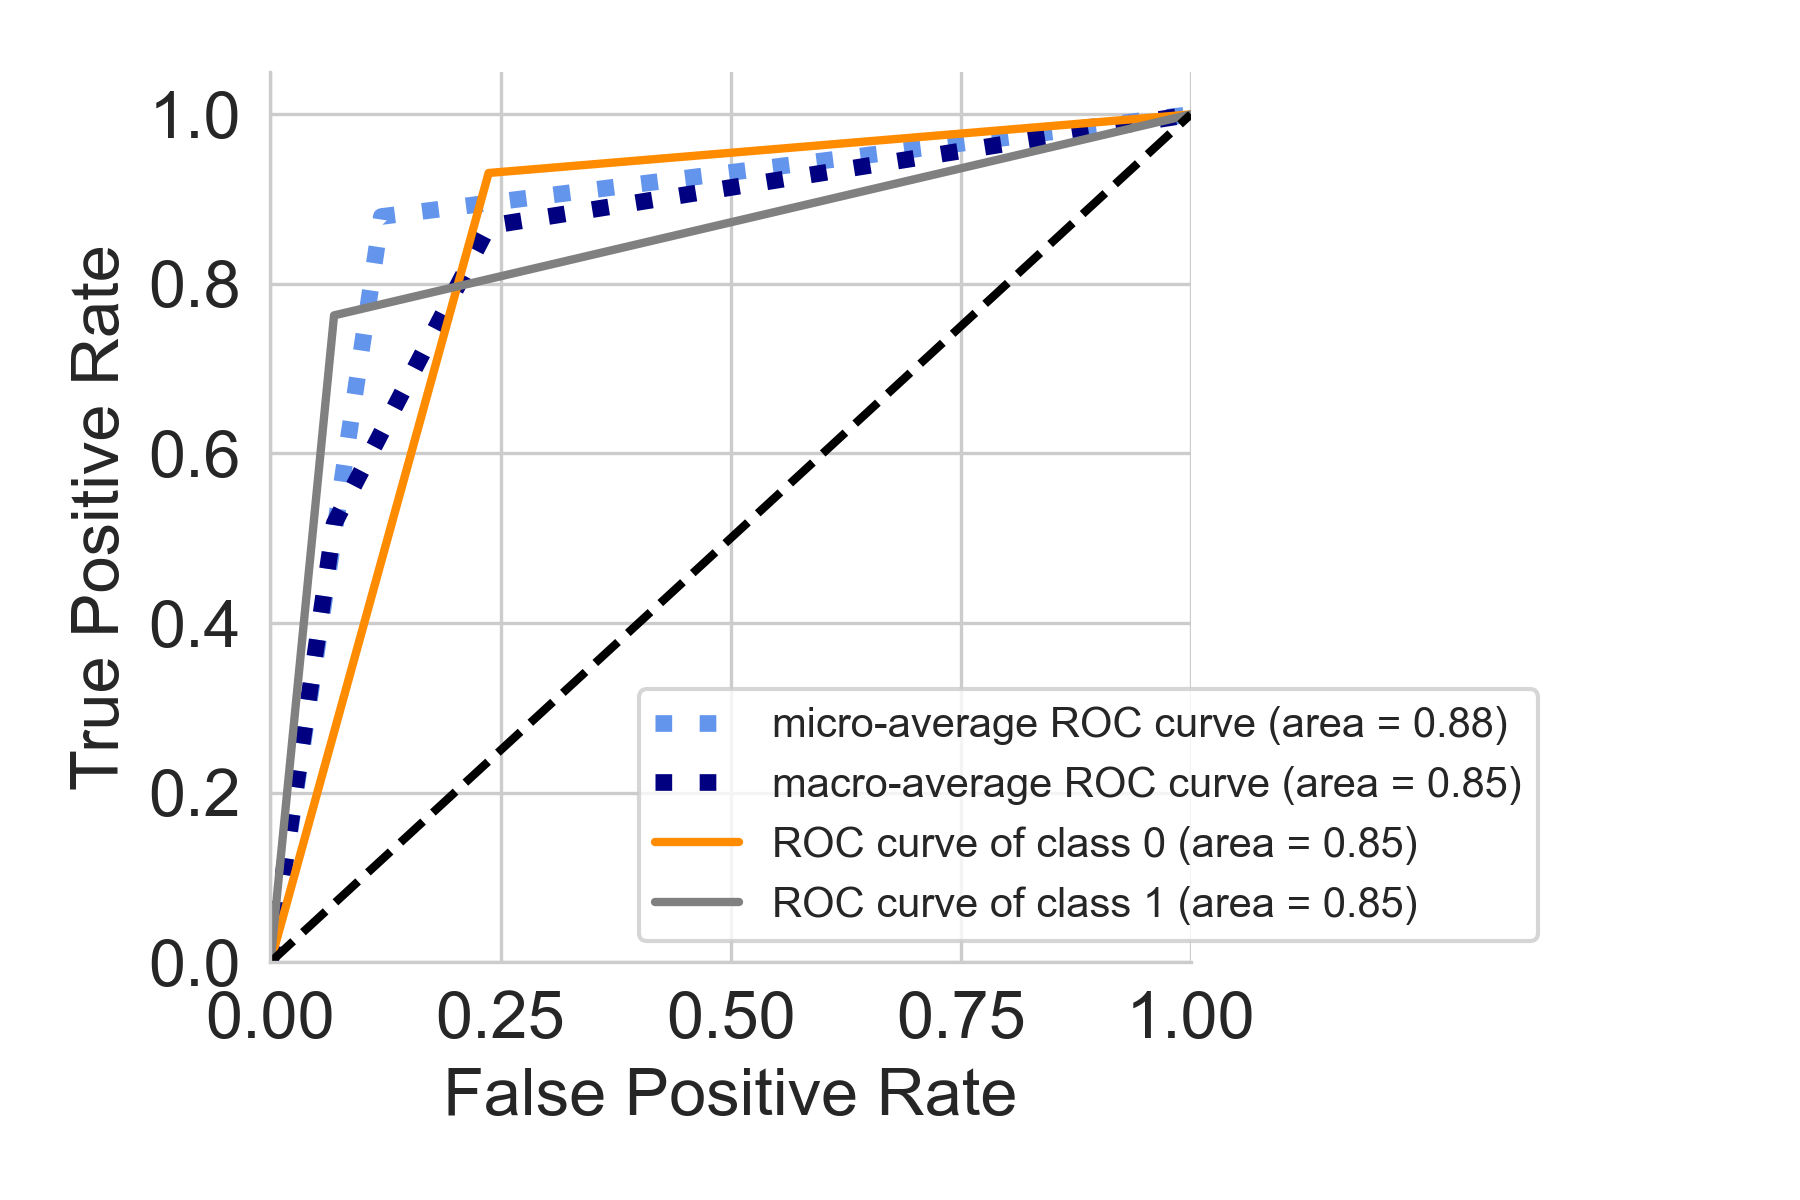 True Positive Rate
1.0
0.8
0.6
0.4
0.2
0.0
0.00 0.25 0.50 0.75 1.00
False Positive Rate
micro-average ROC curve (area = 0.88)
macro-average ROC curve (area = 0.85)
ROC curve of class 0 (area = 0.85)
ROC curve of class 1 (area = 0.85)